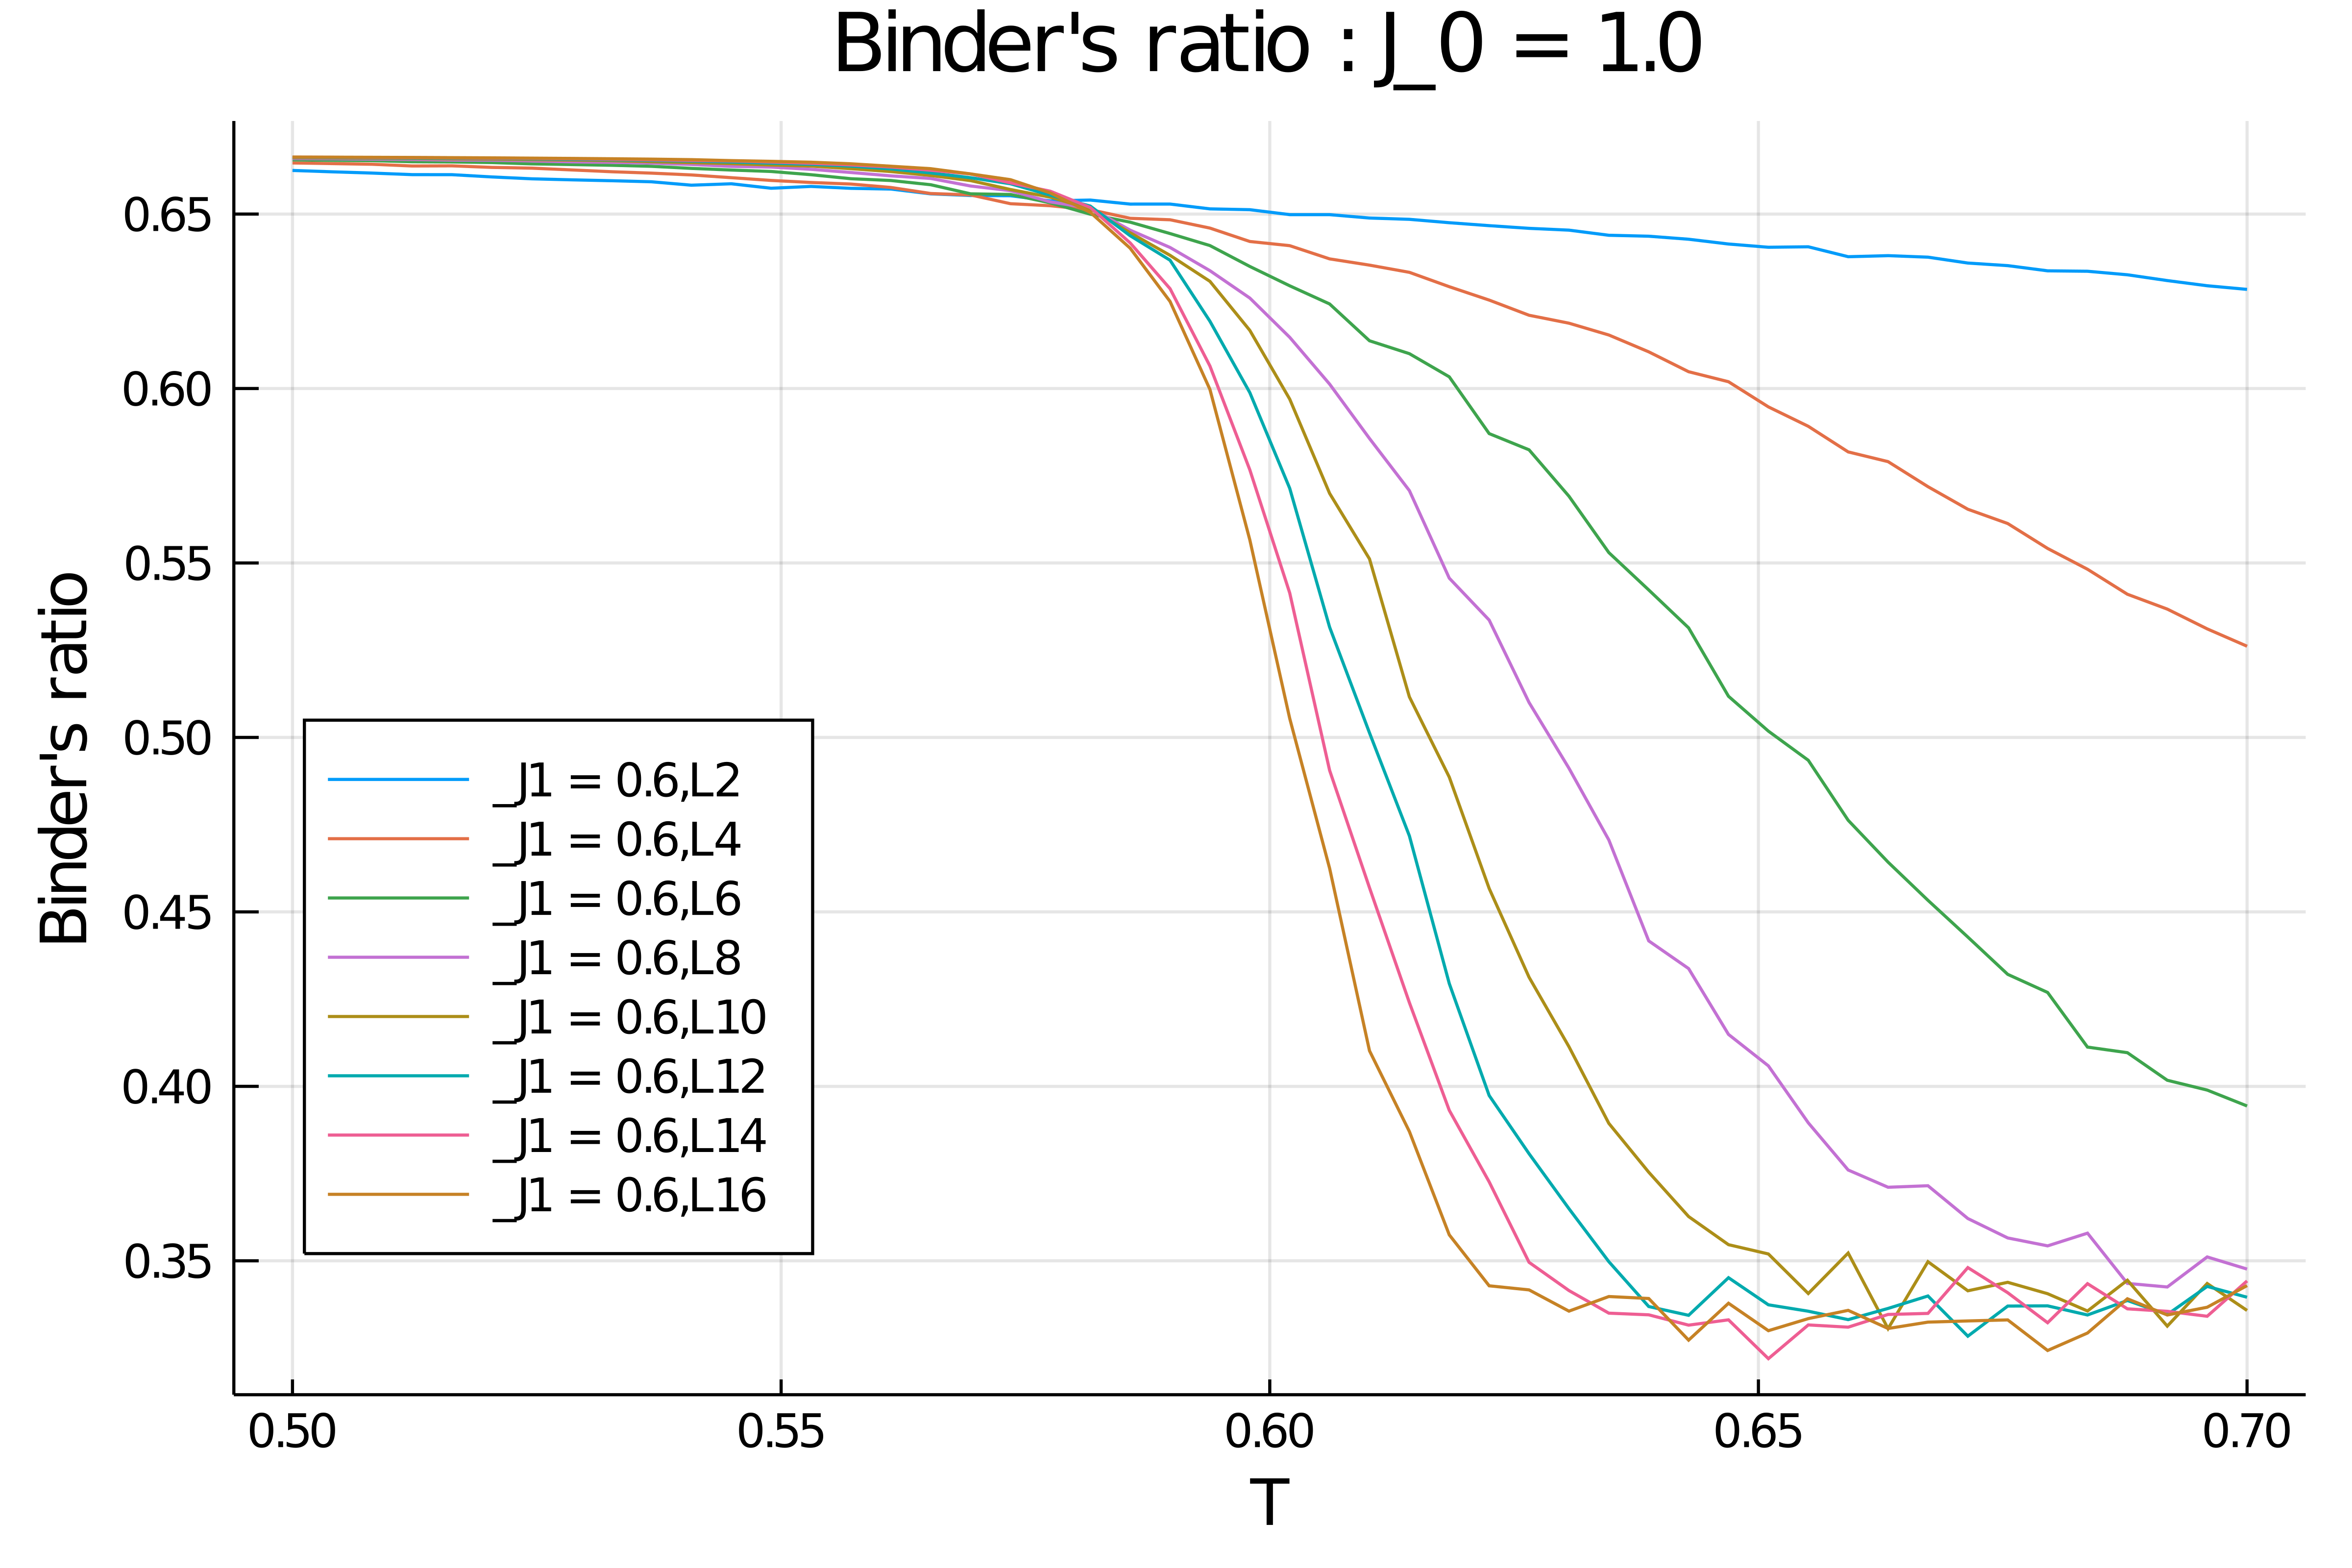 Binder's ratio : J_0 = 1.0
Binder's ratio
0.65
0.60
0.55
0.50
0.45
0.40
0.35
_J1 = 0.6,L2
_J1 = 0.6,L4
_J1 = 0.6,L6
_J1 = 0.6,L8
_J1 = 0.6,L10
_J1 = 0.6,L12
_J1 = 0.6,L14
_J1 = 0.6,L16
0.50 0.55 0.60 0.65 0.70
T